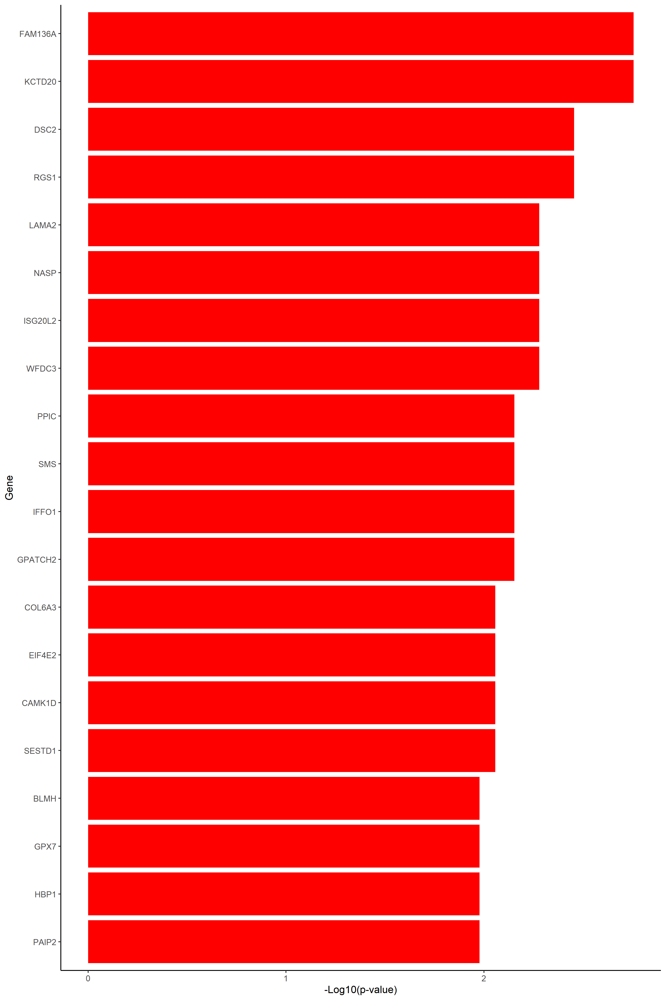 FAM136A
KCTD20
DSC2
RGS1
LAMA2
NASP
ISG20L2
WFDC3
PPIC
SMS
IFFO1
GPATCH2
COL6A3
EIF4E2
CAMK1D
SESTD1
BLMH
GPX7
HBP1
PAIP2
Gene
0 1 2
-Log10(p-value)